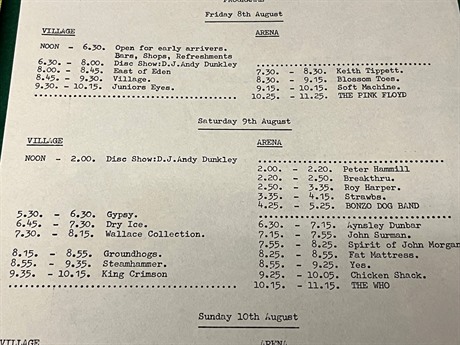 PROGRAMME
Friday 8th August
VILLAGE
NOON - 6.30. Open for early arrivers.
Bars, Shops, Refreshments
6.30. - 8.00. Disc Show:D.J.Andy Dunkley
8.00. - 8.45. East of Eden
8.45. - 9.30. Village.
9.30. - 10.15. Juniors Eyes.
ARENA
7.30. - 8.30. Keith Tippett.
8.30. - 9.15. Blossom Toes.
9.15. - 10.15. Soft Machine.
10.25. - 11.25. THE PINK FLOYD
Saturday 9th August
VILLAGE
NOON - 2.00. Disc Show:D.J.Andy Dunkley
5.30. - 6.30. Gypsy.
6.45. - 7.30. Dry Ice.
7.30. - 8.15. Wallace Collection.
8.15. - 8.55. Groundhogs.
8.55. - 9.35. Steamhammer.
9.35. - 10.15. King Crimson
ARENA
2.00. - 2.20. Peter Hammill
2.20. - 2.50. Breakthru.
2.50. - 3.35. Roy Harper.
3.35. - 4.15. Strawbs.
4.25. - 5.25. BONZO DOG BAND
6.30. - 7.15. Aynsley Dunbar
7.15. - 7.55. John Surman.
7.55. - 8.25. Spirit of John Morgan
8.25. - 8.55. Fat Mattress.
8.55. - 9.25. Yes.
9.25. - 10.05. Chicken Shack.
10.15. - 11.15. THE WHO
Sunday 10th August
VILLAGE
ARENA